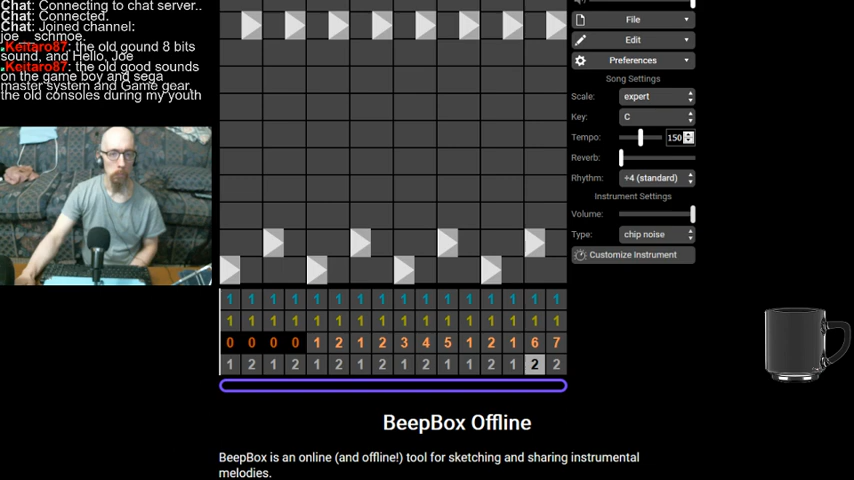 Chat: Connecting to chat server..
Chat: Connected.
Chat: Joined channel:
joe__schmoe.
Keitaro87: the old gound 8 bits
sound, and Hello, Joe
Keitaro87: the old good sounds
on the game boy and sega
master system and Game gear,
the old consoles during my youth
File
Edit
Preferences
Song Settings
Scale: expert
Key: C
Tempo: 150
Reverb:
Rhythm: ÷4 (standard)
Instrument Settings
Volume:
Type: chip noise
Customize Instrument
1 1 1 1 1 1 1 1 1 1 1 1 1 1 1 1
1 1 1 1 1 1 1 1 1 1 1 1 1 1 1 1
0 0 0 0 1 2 1 2 3 4 5 1 2 1 6 7
1 2 1 2 1 1 1 2 1 2 1 1 1 1 2 2
BeepBox Offline
BeepBox is an online (and offline!) tool for sketching and sharing instrumental
melodies.